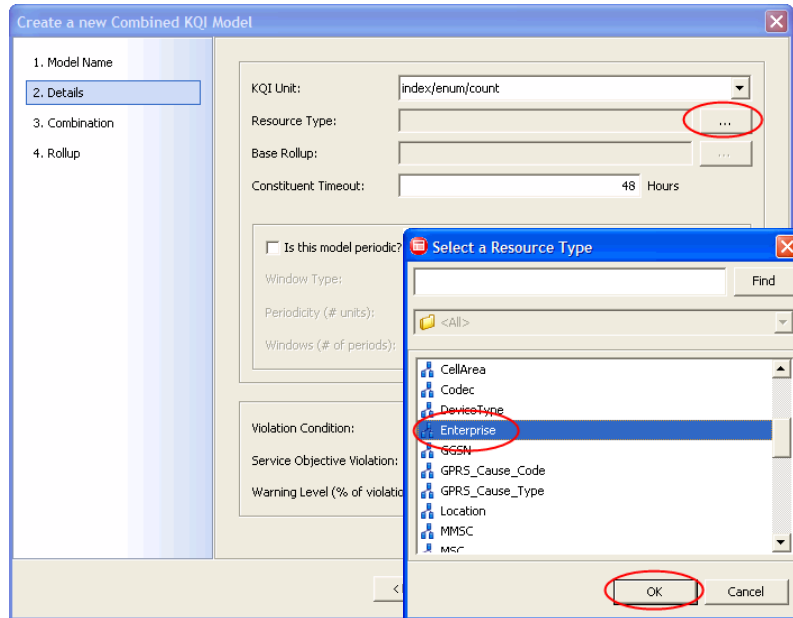 Create a new Combined KQI Model
1. Model Name
2. Details
3. Combination
4. Rollup
KQI Unit: index/enum/count
Resource Type: ...
Base Rollup: ...
Constituent Timeout: 48 Hours
Is this model periodic?
Window Type:
Periodicity (# units):
Windows (# of periods):
Violation Condition:
Service Objective Violation:
Warning Level (% of violatio
<
Select a Resource Type
Find
<All>
CellArea
Codec
DeviceType
Enterprise
GGSN
GPRS_Cause_Code
GPRS_Cause_Type
Location
MMSC
MSC
OK Cancel